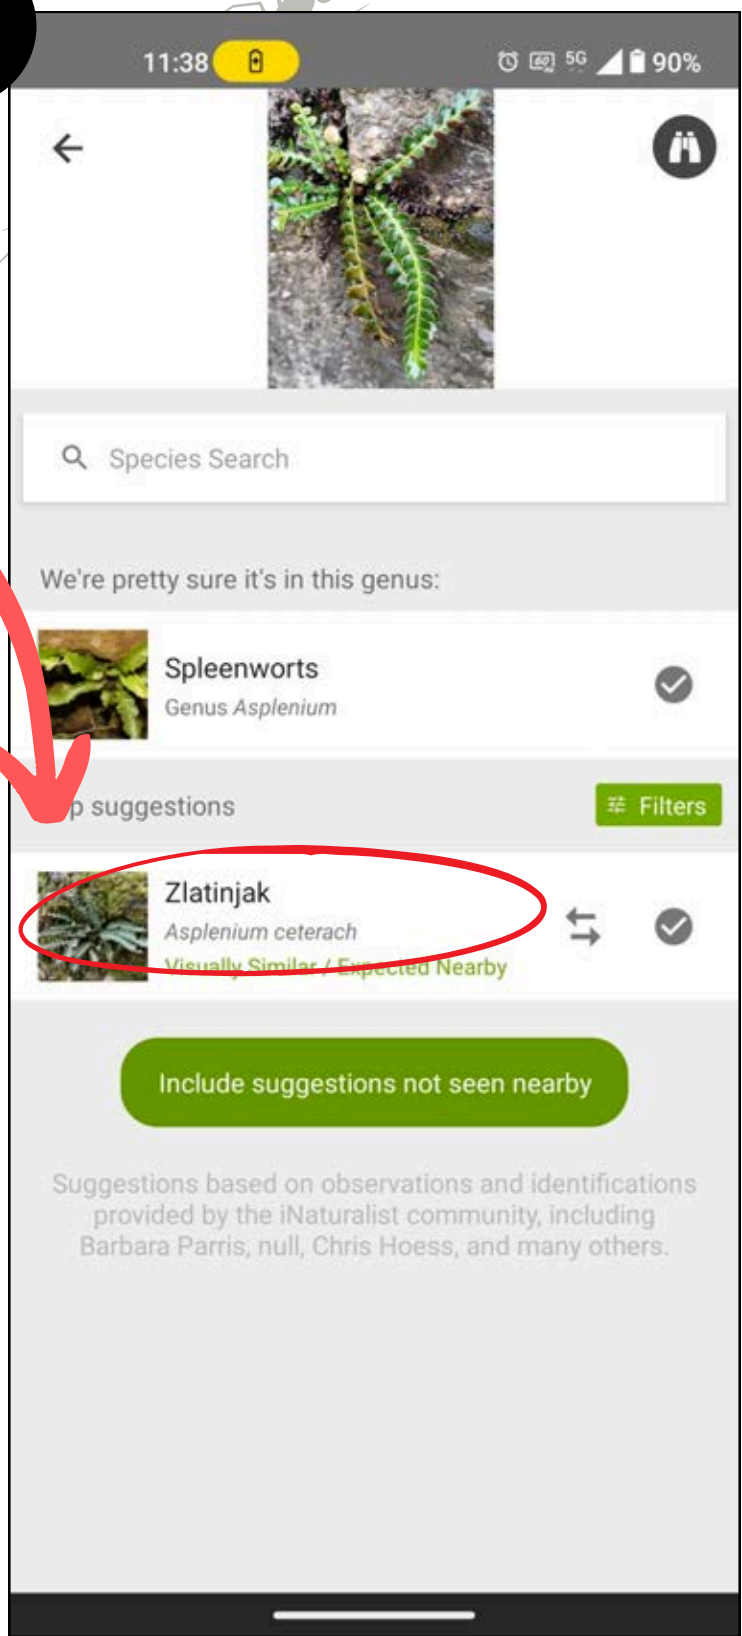 11:38
5G 90%
Species Search
We're pretty sure it's in this genus:
Spleenworts
Genus Asplenium
p suggestions
Filters
Zlatinjak
Asplenium ceterach
Visually Similar / Expected Nearby
Include suggestions not seen nearby
Suggestions based on observations and identifications
provided by the iNaturalist community, including
Barbara Parris, null, Chris Hoess, and many others.